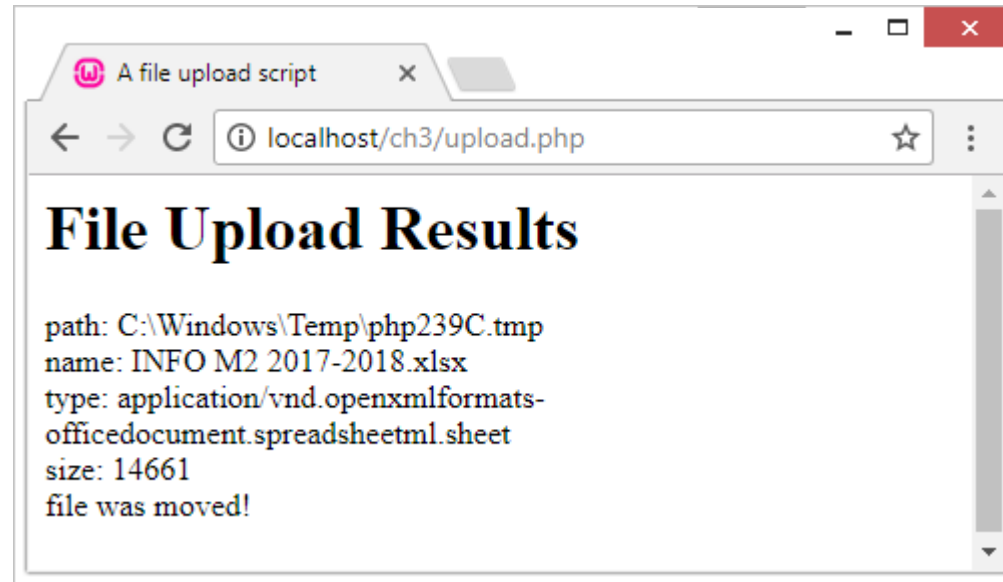 A file upload script
localhost/ch3/upload.php
File Upload Results
path: C:\Windows\Temp\php239C.tmp
name: INFO M2 2017-2018.xlsx
type: application/vnd.openxmlformats-
officedocument.spreadsheetml.sheet
size: 14661
file was moved!